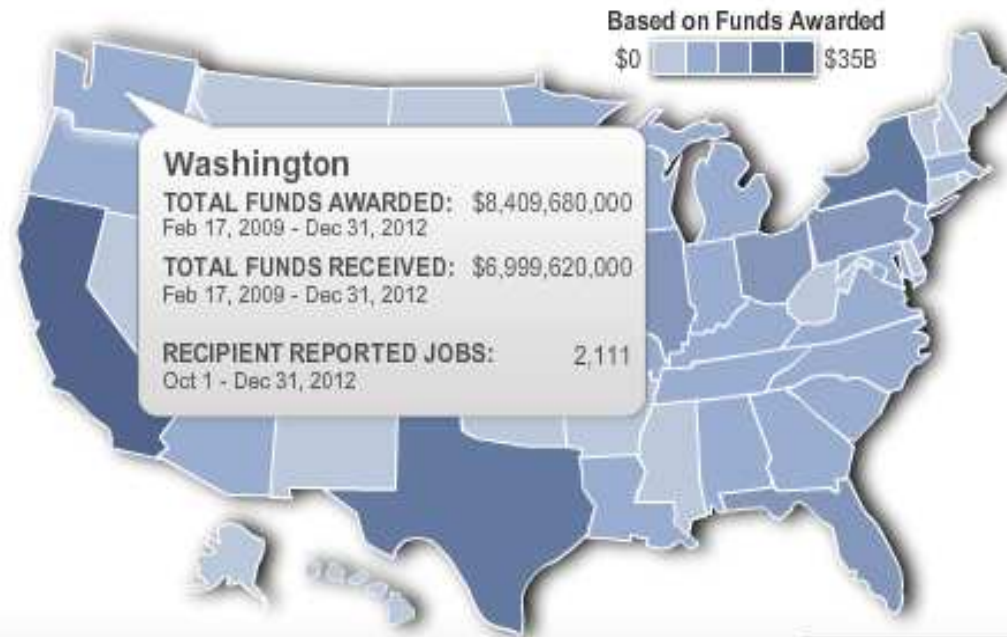 Based on Funds Awarded
$0 $35B
Washington
TOTAL FUNDS AWARDED: $8,409,680,000
Feb 17, 2009 - Dec 31, 2012
TOTAL FUNDS RECEIVED: $6,999,620,000
Feb 17, 2009 - Dec 31, 2012
RECIPIENT REPORTED JOBS: 2,111
Oct 1 - Dec 31, 2012